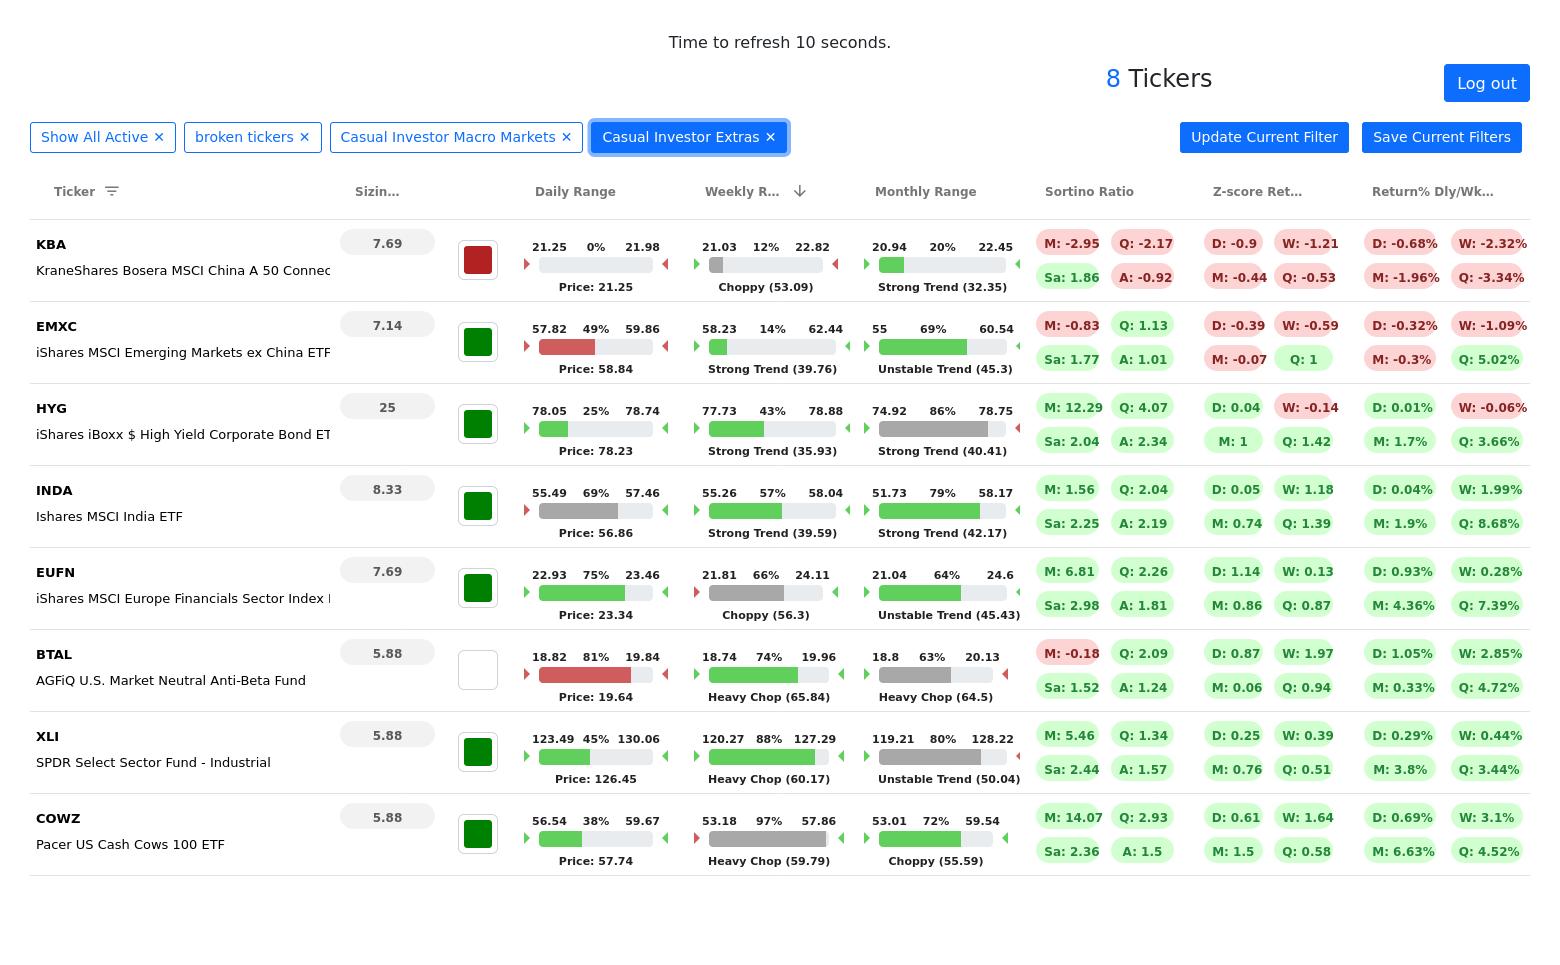 Time to refresh 10 seconds.
8 Tickers
Log out
Show All Active ✕ broken tickers ✕ Casual Investor Macro Markets ✕ Casual Investor Extras ✕ Update Current Filter Save Current Filters
Ticker Sizin... Daily Range Weekly R... Monthly Range Sortino Ratio Z-score Ret... Return% Dly/Wk...
KBA 7.69 21.25 0% 21.98 21.03 12% 22.82 20.94 20% 22.45 M: -2.95 Q: -2.17 D: -0.9 W: -1.21 D: -0.68% W: -2.32%
KraneShares Bosera MSCI China A 50 Connec Sa: 1.86 A: -0.92 M: -0.44 Q: -0.53 M: -1.96% Q: -3.34%
Price: 21.25 Choppy (53.09) Strong Trend (32.35)
EMXC 7.14 57.82 49% 59.86 58.23 14% 62.44 55 69% 60.54 M: -0.83 Q: 1.13 D: -0.39 W: -0.59 D: -0.32% W: -1.09%
iShares MSCI Emerging Markets ex China ETF Sa: 1.77 A: 1.01 M: -0.07 Q: 1 M: -0.3% Q: 5.02%
Price: 58.84 Strong Trend (39.76) Unstable Trend (45.3)
HYG 25 78.05 25% 78.74 77.73 43% 78.88 74.92 86% 78.75 M: 12.29 Q: 4.07 D: 0.04 W: -0.14 D: 0.01% W: -0.06%
iShares iBoxx $ High Yield Corporate Bond ET Sa: 2.04 A: 2.34 M: 1 Q: 1.42 M: 1.7% Q: 3.66%
Price: 78.23 Strong Trend (35.93) Strong Trend (40.41)
INDA 8.33 55.49 69% 57.46 55.26 57% 58.04 51.73 79% 58.17 M: 1.56 Q: 2.04 D: 0.05 W: 1.18 D: 0.04% W: 1.99%
Ishares MSCI India ETF Sa: 2.25 A: 2.19 M: 0.74 Q: 1.39 M: 1.9% Q: 8.68%
Price: 56.86 Strong Trend (39.59) Strong Trend (42.17)
EUFN 7.69 22.93 75% 23.46 21.81 66% 24.11 21.04 64% 24.6 M: 6.81 Q: 2.26 D: 1.14 W: 0.13 D: 0.93% W: 0.28%
iShares MSCI Europe Financials Sector Index Sa: 2.98 A: 1.81 M: 0.86 Q: 0.87 M: 4.36% Q: 7.39%
Price: 23.34 Choppy (56.3) Unstable Trend (45.43)
BTAL 5.88 18.82 81% 19.84 18.74 74% 19.96 18.8 63% 20.13 M: -0.18 Q: 2.09 D: 0.87 W: 1.97 D: 1.05% W: 2.85%
AGFiQ U.S. Market Neutral Anti-Beta Fund Sa: 1.52 A: 1.24 M: 0.06 Q: 0.94 M: 0.33% Q: 4.72%
Price: 19.64 Heavy Chop (65.84) Heavy Chop (64.5)
XLI 5.88 123.49 45% 130.06 120.27 88% 127.29 119.21 80% 128.22 M: 5.46 Q: 1.34 D: 0.25 W: 0.39 D: 0.29% W: 0.44%
SPDR Select Sector Fund - Industrial Sa: 2.44 A: 1.57 M: 0.76 Q: 0.51 M: 3.8% Q: 3.44%
Price: 126.45 Heavy Chop (60.17) Unstable Trend (50.04)
COWZ 5.88 56.54 38% 59.67 53.18 97% 57.86 53.01 72% 59.54 M: 14.07 Q: 2.93 D: 0.61 W: 1.64 D: 0.69% W: 3.1%
Pacer US Cash Cows 100 ETF Sa: 2.36 A: 1.5 M: 1.5 Q: 0.58 M: 6.63% Q: 4.52%
Price: 57.74 Heavy Chop (59.79) Choppy (55.59)